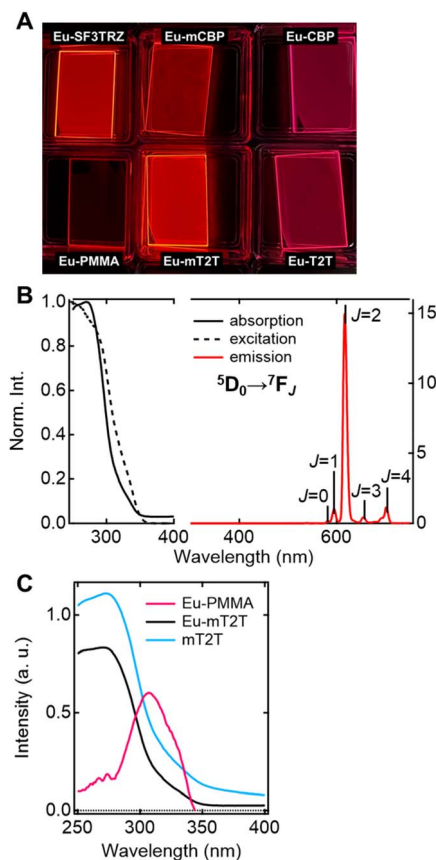 A
Eu-SF3TRZ Eu-mCBP Eu-CBP
Eu-PMMA Eu-mT2T Eu-T2T
B
Norm. Int.
1.0
0.8
0.6
0.4
0.2
0.0
300 400
absorption
excitation
emission
⁵D₀→⁷F_J
J=0
J=1
J=2
J=3
J=4
15
10
5
0
400 600
Wavelength (nm) Wavelength (nm)
C
Intensity (a. u.)
1.0
0.5
0.0
Eu-PMMA
Eu-mT2T
mT2T
250 300 350 400
Wavelength (nm)